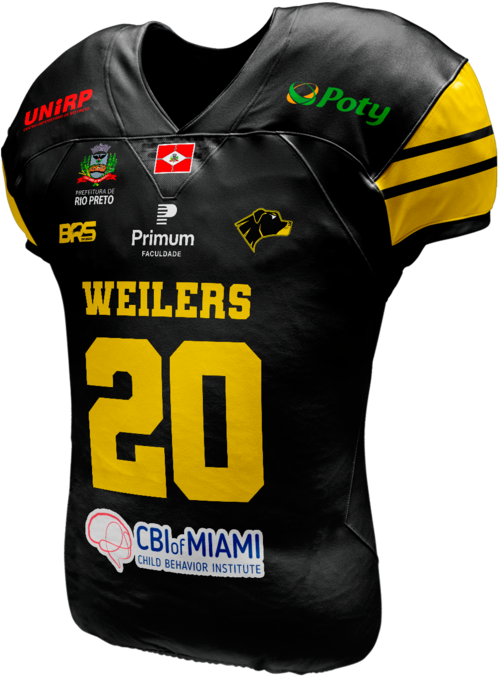 UNIRP
Poty
PREFEITURA DE
RIO PRETO
BRS
Primum
FACULDADE
WEILERS
20
CBI of MIAMI
CHILD BEHAVIOR INSTITUTE